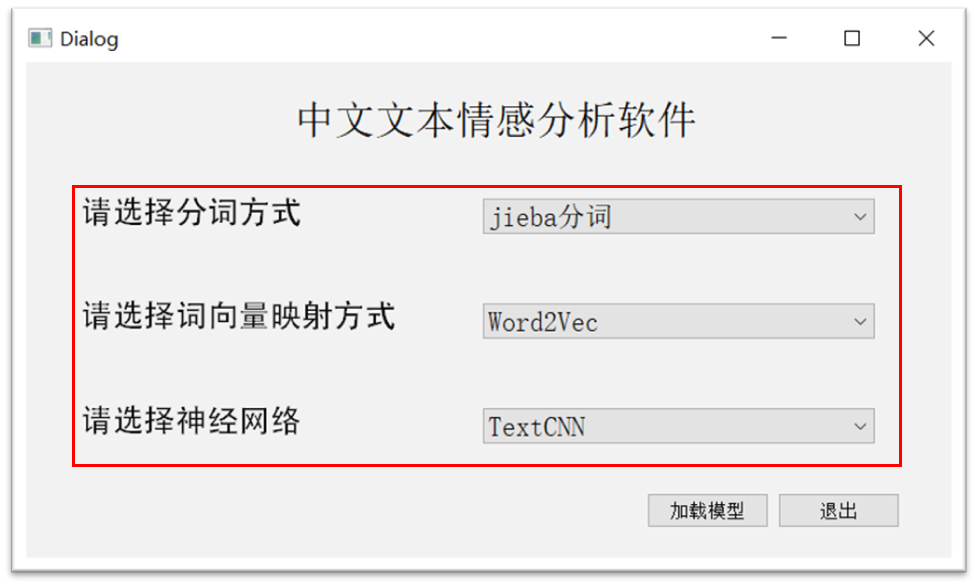 Dialog
中文文本情感分析软件
请选择分词方式
jieba分词
请选择词向量映射方式
Word2Vec
请选择神经网络
TextCNN
加载模型
退出